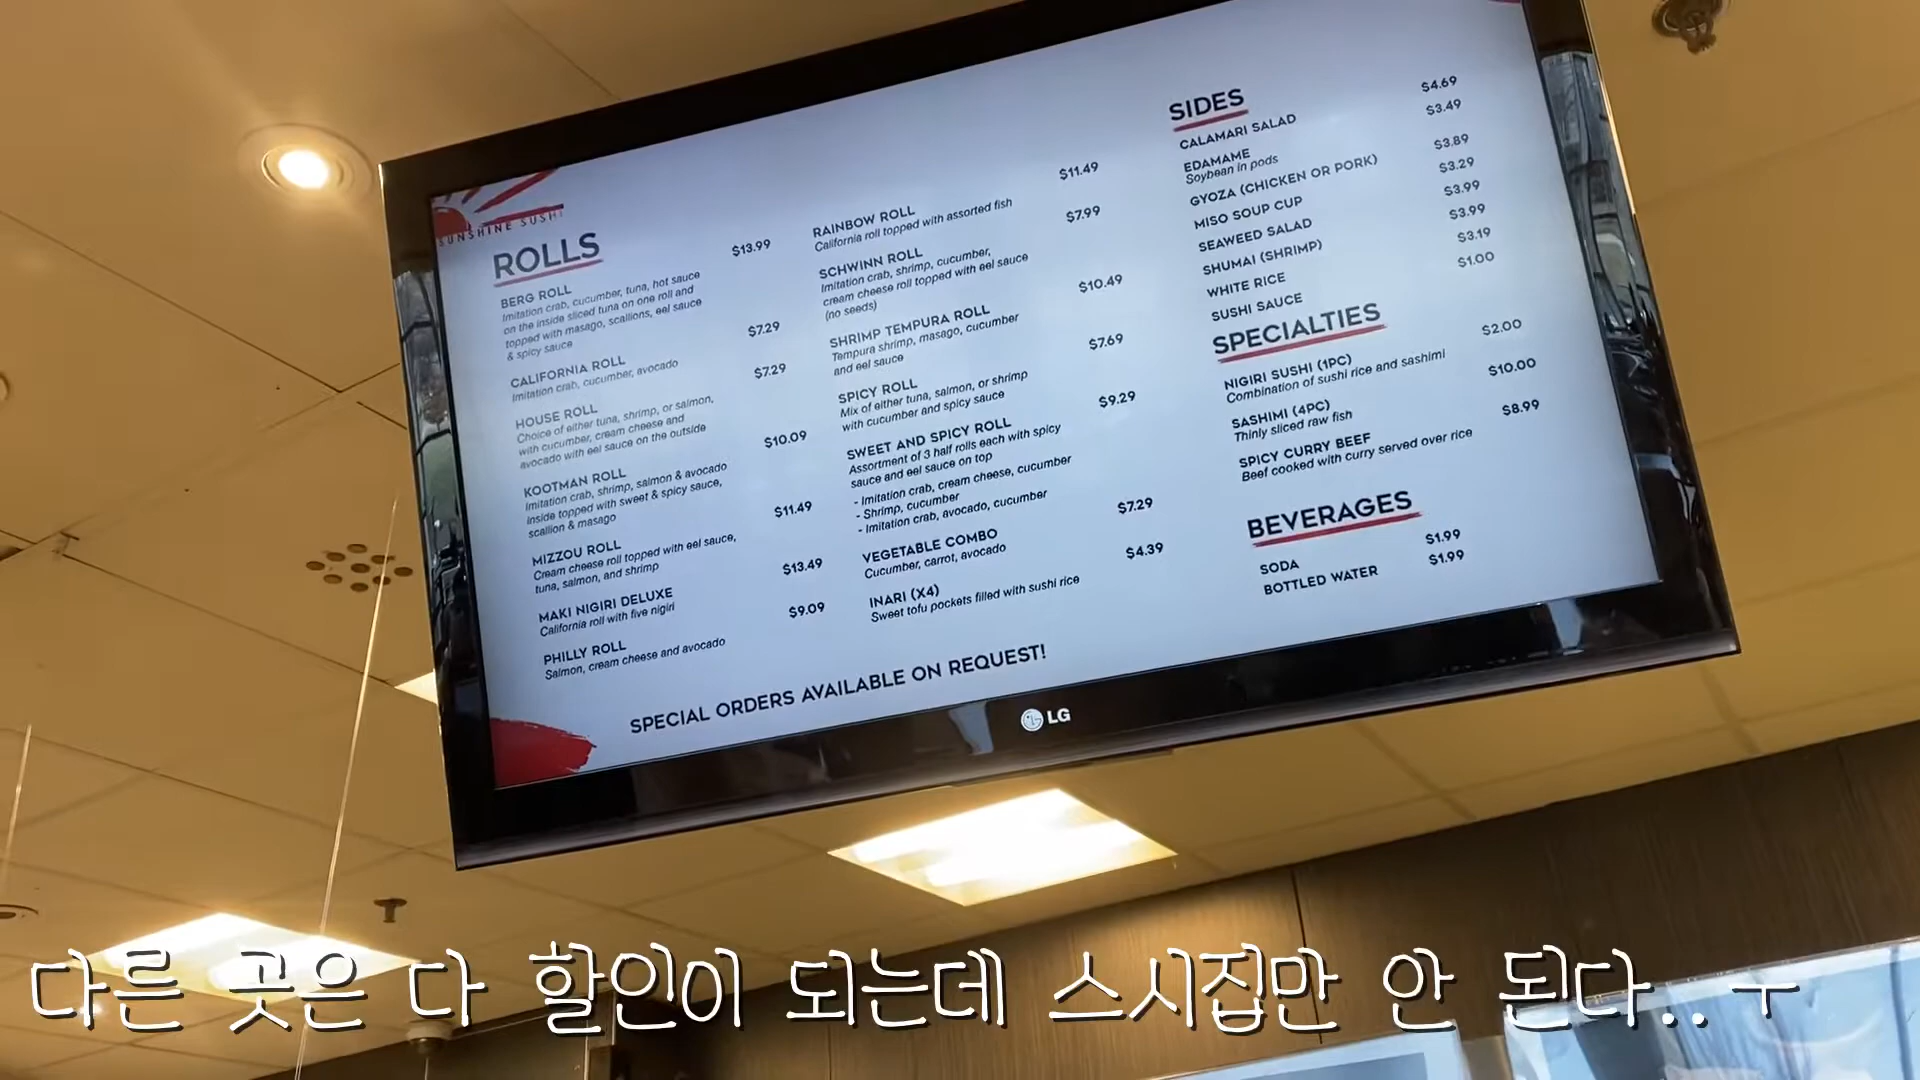 SUNSHINE SUSHI
ROLLS
BERG ROLL $13.99
Imitation crab, cucumber, tuna, hot sauce
on the inside sliced tuna on one roll and
topped with masago, scallions, eel sauce
& spicy sauce
CALIFORNIA ROLL $7.29
Imitation crab, cucumber, avocado
HOUSE ROLL $7.29
Choice of either tuna, shrimp, or salmon,
with cucumber, cream cheese and
avocado with eel sauce on the outside
KOOTMAN ROLL $10.09
Imitation crab, shrimp, salmon & avocado
inside topped with sweet & spicy sauce,
scallion & masago
MIZZOU ROLL $11.49
Cream cheese roll topped with eel sauce,
tuna, salmon, and shrimp
MAKI NIGIRI DELUXE $13.49
California roll with five nigiri
PHILLY ROLL $9.09
Salmon, cream cheese and avocado
RAINBOW ROLL $11.49
California roll topped with assorted fish
SCHWINN ROLL $7.99
Imitation crab, shrimp, cucumber,
cream cheese roll topped with eel sauce
(no seeds)
SHRIMP TEMPURA ROLL $10.49
Tempura shrimp, masago, cucumber
and eel sauce
SPICY ROLL $7.69
Mix of either tuna, salmon, or shrimp
with cucumber and spicy sauce
SWEET AND SPICY ROLL $9.29
Assortment of 3 half rolls each with spicy
sauce and eel sauce on top
- Imitation crab, cream cheese, cucumber
- Shrimp, cucumber
- Imitation crab, avocado, cucumber
VEGETABLE COMBO $7.29
Cucumber, carrot, avocado
INARI (X4) $4.39
Sweet tofu pockets filled with sushi rice
SIDES
CALAMARI SALAD $4.69
EDAMAME $3.49
Soybean in pods
GYOZA (CHICKEN OR PORK) $3.89
MISO SOUP CUP $3.29
SEAWEED SALAD $3.99
SHUMAI (SHRIMP) $3.99
WHITE RICE $3.19
SUSHI SAUCE $1.00
SPECIALTIES
NIGIRI SUSHI (1PC) $2.00
Combination of sushi rice and sashimi
SASHIMI (4PC) $10.00
Thinly sliced raw fish
SPICY CURRY BEEF $8.99
Beef cooked with curry served over rice
BEVERAGES
SODA $1.99
BOTTLED WATER $1.99
SPECIAL ORDERS AVAILABLE ON REQUEST!
LG
다른 곳은 다 할인이 되는데 스시집만 안 된다.. ㅜ